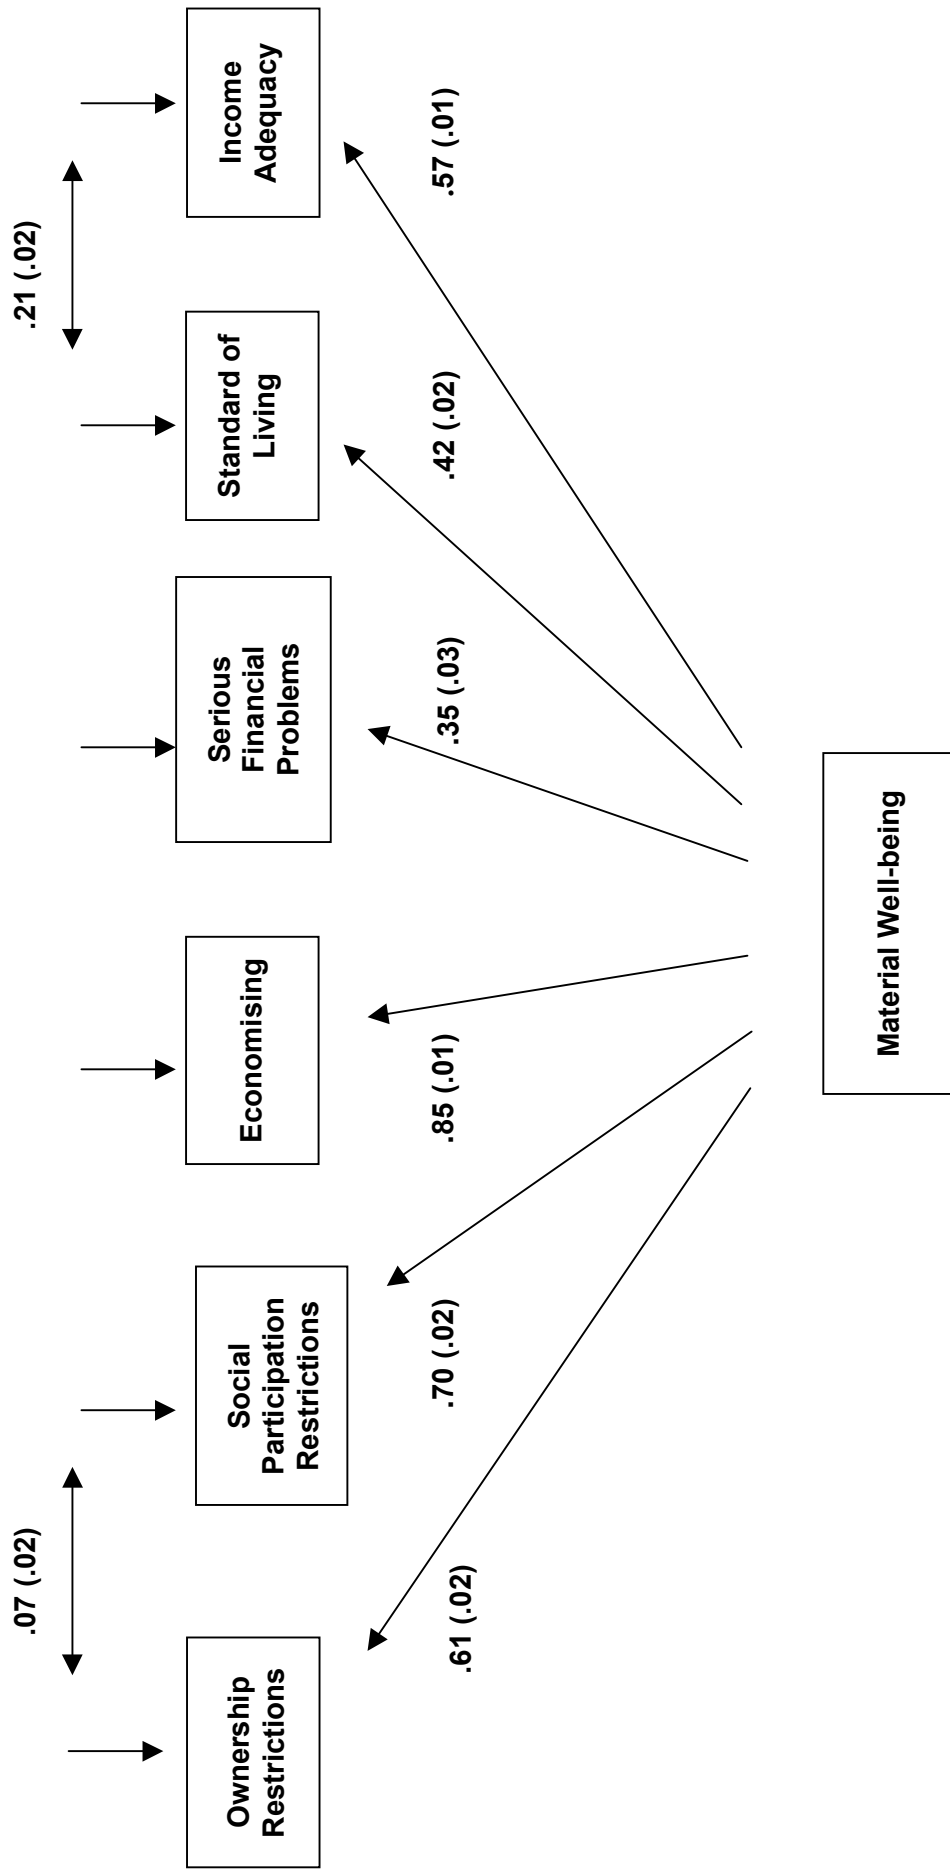 .07 (.02)
.21 (.02)
Ownership
Restrictions
Social
Participation
Restrictions
Economising
Serious
Financial
Problems
Standard of
Living
Income
Adequacy
.61 (.02)
.70 (.02)
.85 (.01)
.35 (.03)
.42 (.02)
.57 (.01)
Material Well-being